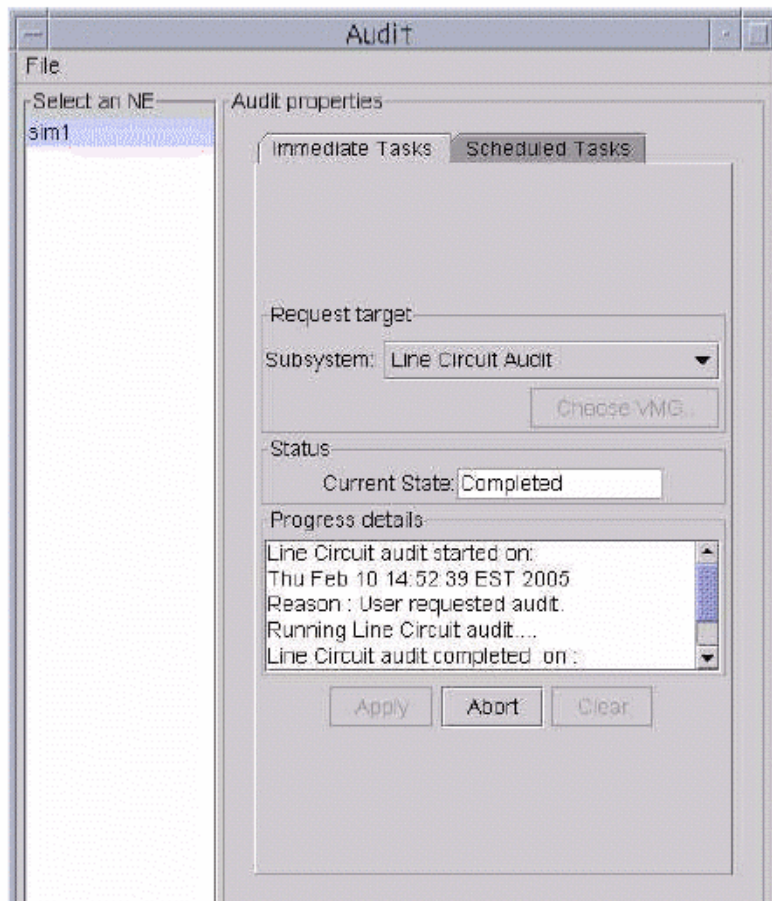 Audit
File
Select an NE
sim1
Audit properties
Immediate Tasks
Scheduled Tasks
Request target
Subsystem: Line Circuit Audit
Choose VMG..
Status
Current State: Completed
Progress details
Line Circuit audit started on:
Thu Feb 10 14:52:39 EST 2005
Reason : User requested audit.
Running Line Circuit audit....
Line Circuit audit completed on :
Apply
Abort
Clear